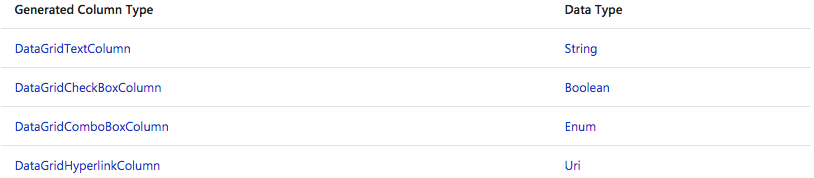 Generated Column Type Data Type
DataGridTextColumn String
DataGridCheckBoxColumn Boolean
DataGridComboBoxColumn Enum
DataGridHyperlinkColumn Uri